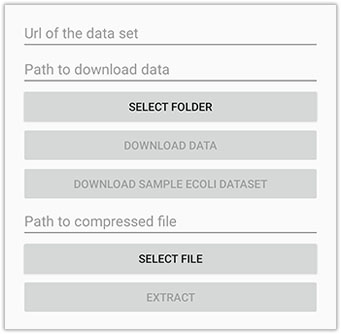 Url of the data set
Path to download data
SELECT FOLDER
DOWNLOAD DATA
DOWNLOAD SAMPLE ECOLI DATASET
Path to compressed file
SELECT FILE
EXTRACT